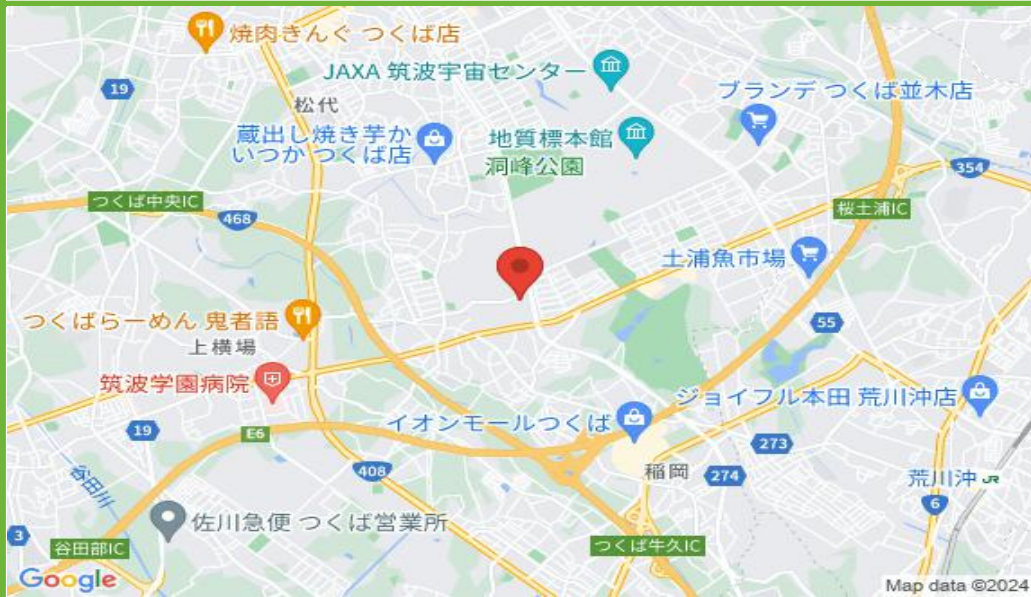 焼肉きんぐ つくば店
JAXA 筑波宇宙センター
19
松代
ブランデ つくば並木店
蔵出し焼き芋か
いつか つくば店
地質標本館
洞峰公園
354
つくば中央IC
468
桜土浦IC
土浦魚市場
つくばらーめん 鬼者語
上横場
55
筑波学園病院
ジョイフル本田 荒川沖店
イオンモールつくば
19
E6
273
408
稲岡
274
荒川沖 JR
谷田川
6
佐川急便 つくば営業所
3
谷田部IC
つくば牛久IC
Google
Map data ©2024